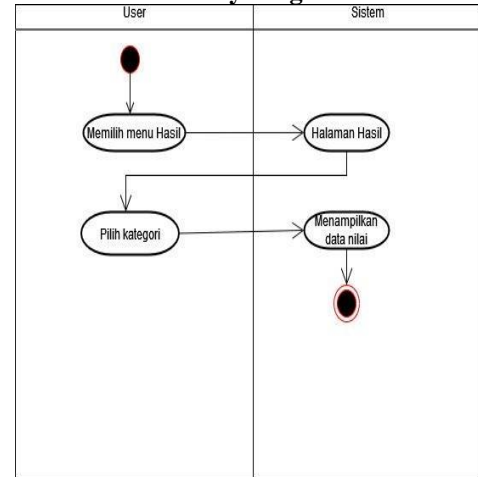 User
Sistem
Memilih menu Hasil
Halaman Hasil
Pilih kategori
Menampilkan
data nilai